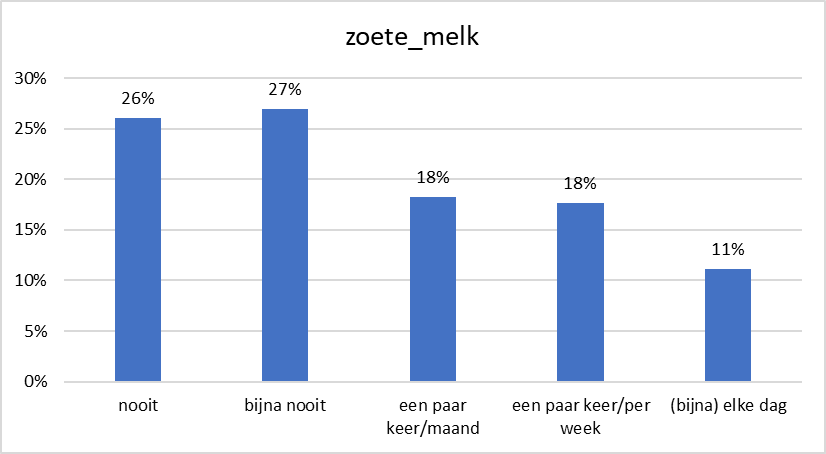 zoete_melk
30%
25%
20%
15%
10%
5%
0%
26%
27%
18%
18%
11%
nooit
bijna nooit
een paar
keer/maand
een paar keer/per
week
(bijna) elke dag